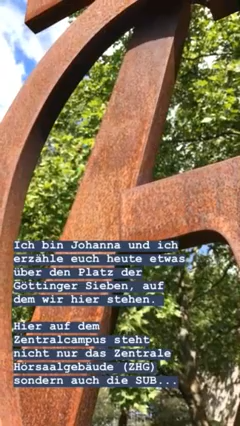 Ich bin Johanna und ich
erzähle euch heute etwas
über den Platz der
Göttinger Sieben, auf
dem wir hier stehen.
Hier auf dem
Zentralcampus steht
nicht nur das Zentrale
Hörsaalgebäude (ZHG)
sondern auch die SUB...